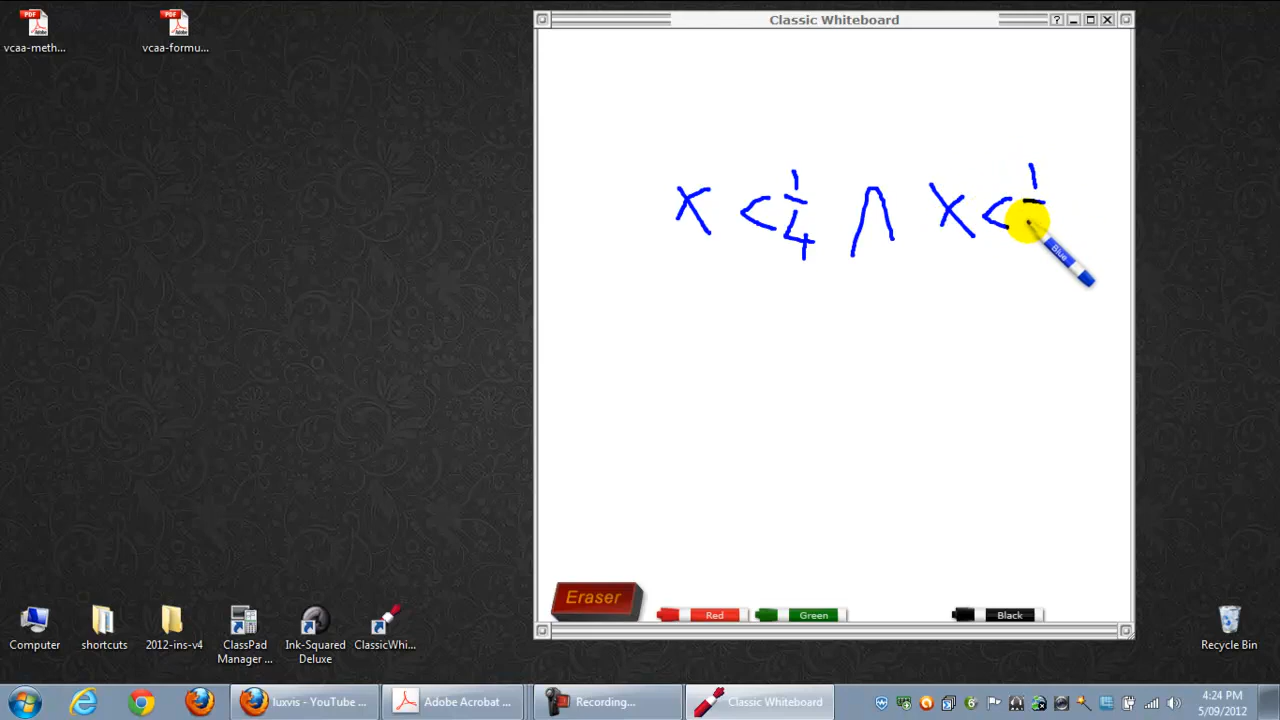 vcaa-meth...
vcaa-formu...
Classic Whiteboard
X < 1/4 ∩ X < 1
Blue
Eraser
Red
Green
Black
Computer
shortcuts
2012-ins-v4
ClassPad Manager ...
Ink-Squared Deluxe
ClassicWhi...
Recycle Bin
luxvis - YouTube ...
Adobe Acrobat ...
Recording...
Classic Whiteboard
4:24 PM
5/09/2012